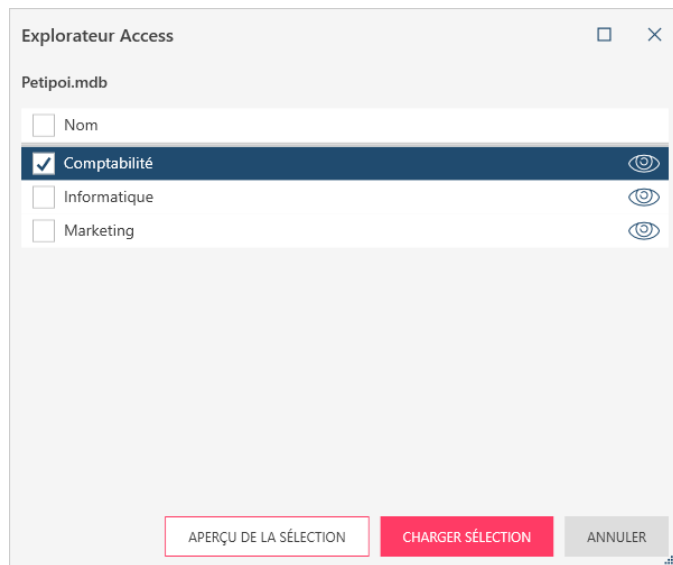 Explorateur Access
Petipoi.mdb
Nom
Comptabilité
Informatique
Marketing
APERÇU DE LA SÉLECTION CHARGER SÉLECTION ANNULER